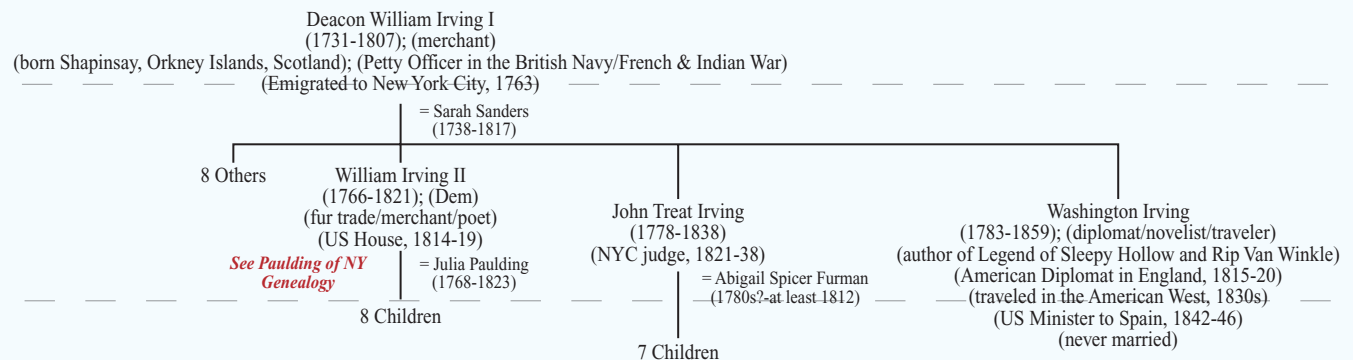 Deacon William Irving I
(1731-1807); (merchant)
(born Shapinsay, Orkney Islands, Scotland); (Petty Officer in the British Navy/French & Indian War)
(Emigrated to New York City, 1763)
= Sarah Sanders
(1738-1817)
8 Others
William Irving II
(1766-1821); (Dem)
(fur trade/merchant/poet)
(US House, 1814-19)
See Paulding of NY
Genealogy
= Julia Paulding
(1768-1823)
8 Children
John Treat Irving
(1778-1838)
(NYC judge, 1821-38)
= Abigail Spicer Furman
(1780s?-at least 1812)
7 Children
Washington Irving
(1783-1859); (diplomat/novelist/traveler)
(author of Legend of Sleepy Hollow and Rip Van Winkle)
(American Diplomat in England, 1815-20)
(traveled in the American West, 1830s)
(US Minister to Spain, 1842-46)
(never married)